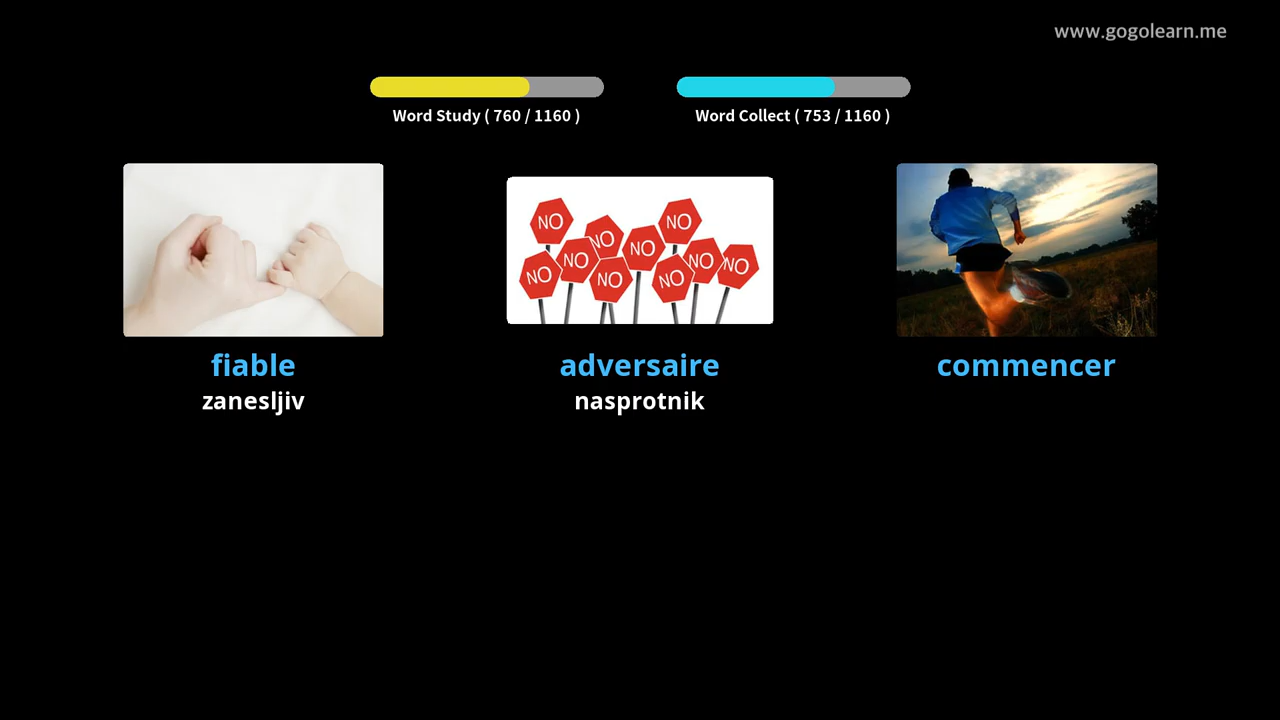 www.gogolearn.me
Word Study ( 760 / 1160 )
Word Collect ( 753 / 1160 )
NO
NO
NO
NO
NO
NO
NO
NO
NO
NO
fiable
adversaire
commencer
zanesljiv
nasprotnik